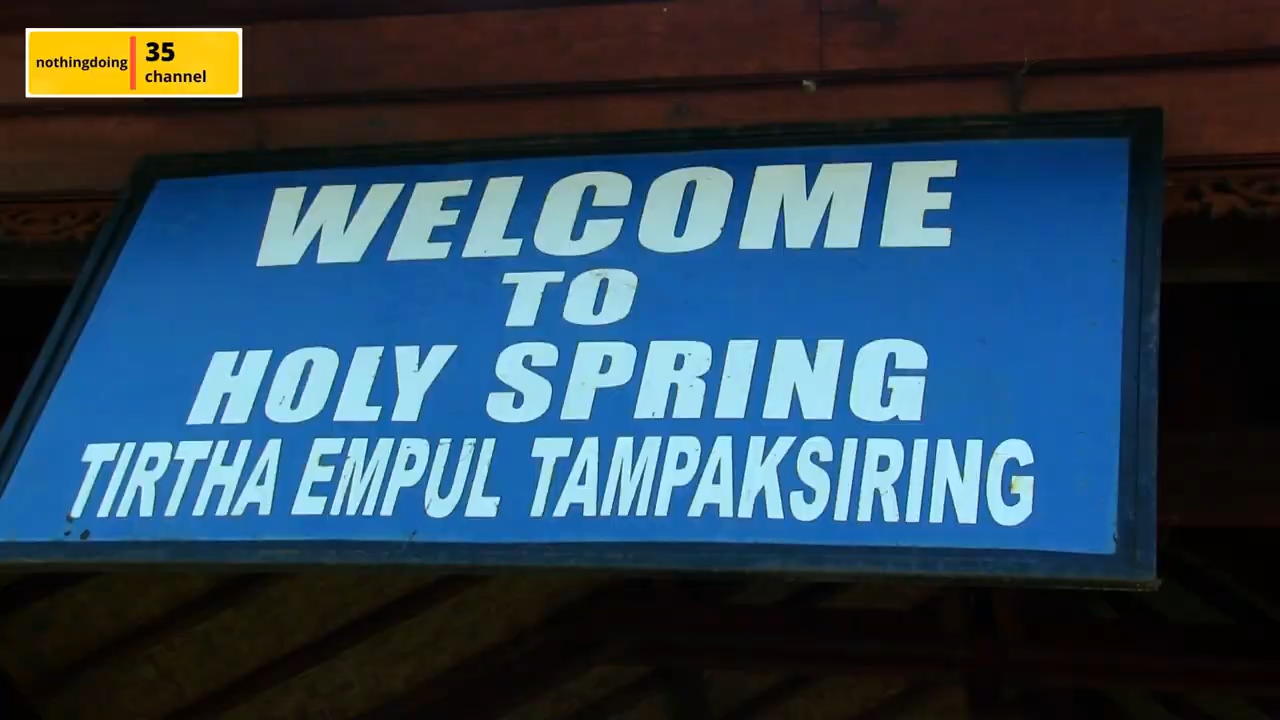 nothingdoing
35
channel
WELCOME
TO
HOLY SPRING
TIRTHA EMPUL TAMPAKSIRING